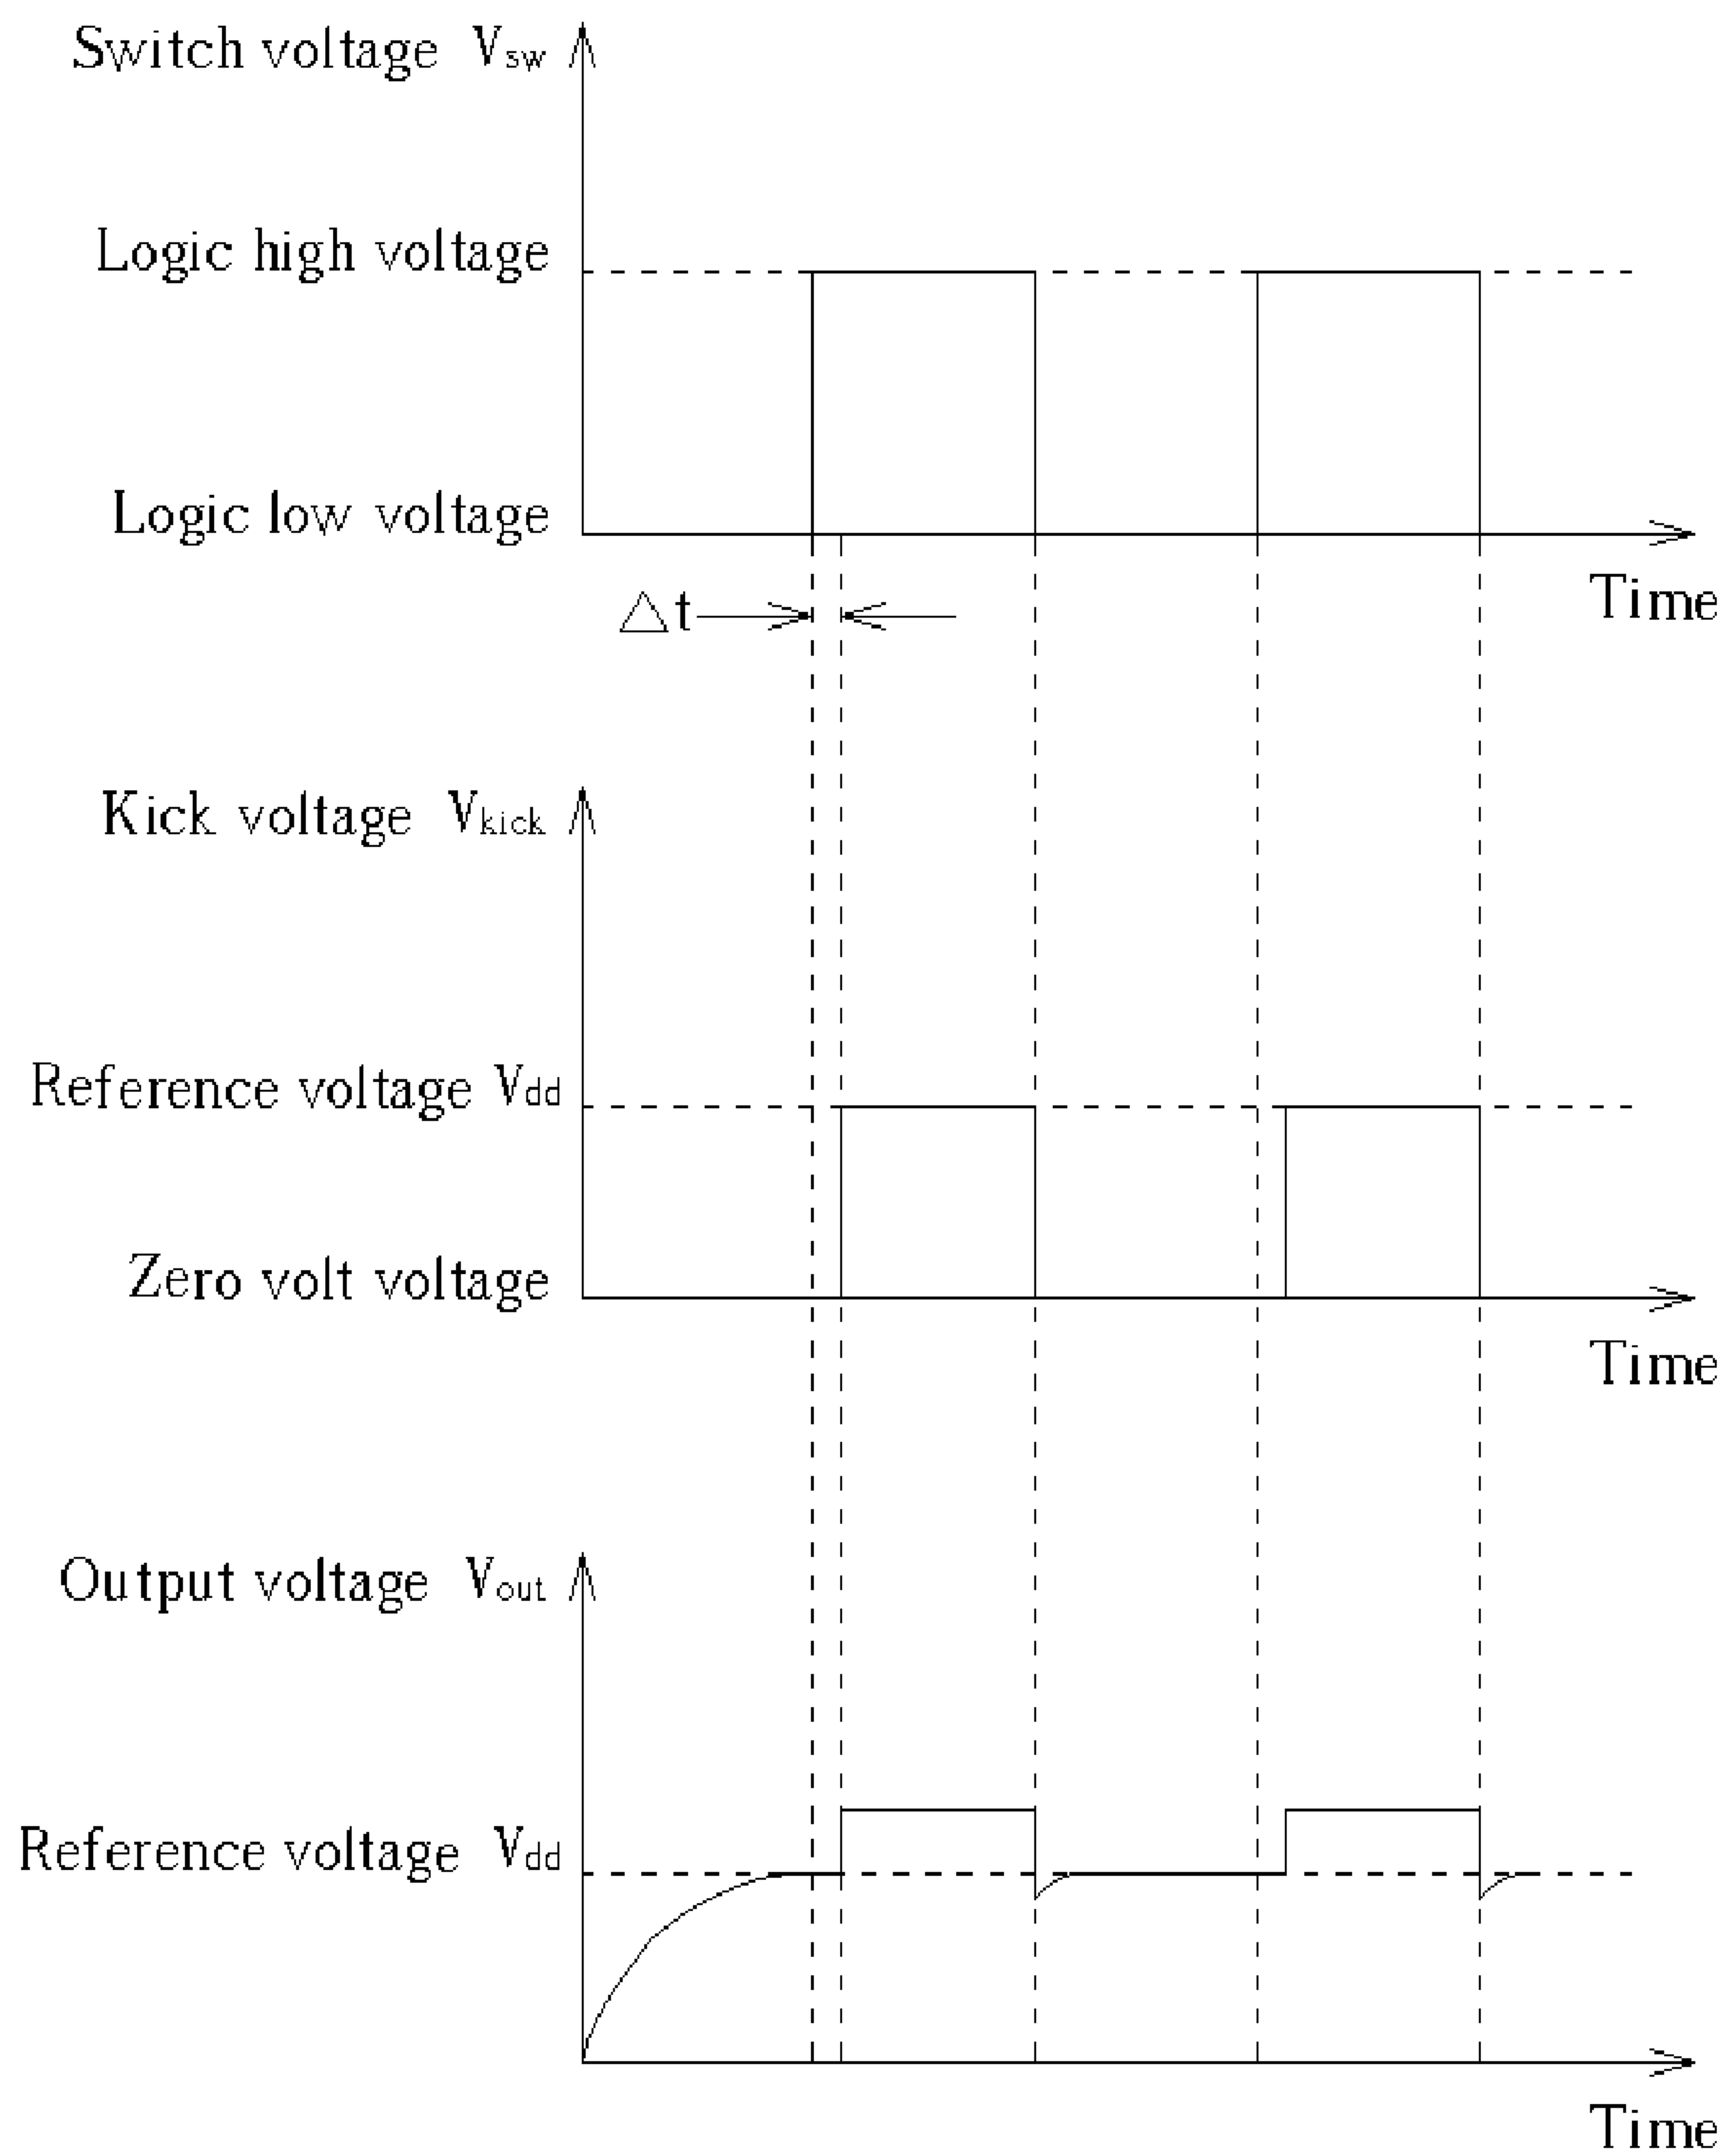 Switch voltage Vsw
Logic high voltage
Logic low voltage
Time
△t
Kick voltage Vkick
Reference voltage Vdd
Zero volt voltage
Time
Output voltage Vout
Reference voltage Vdd
Time